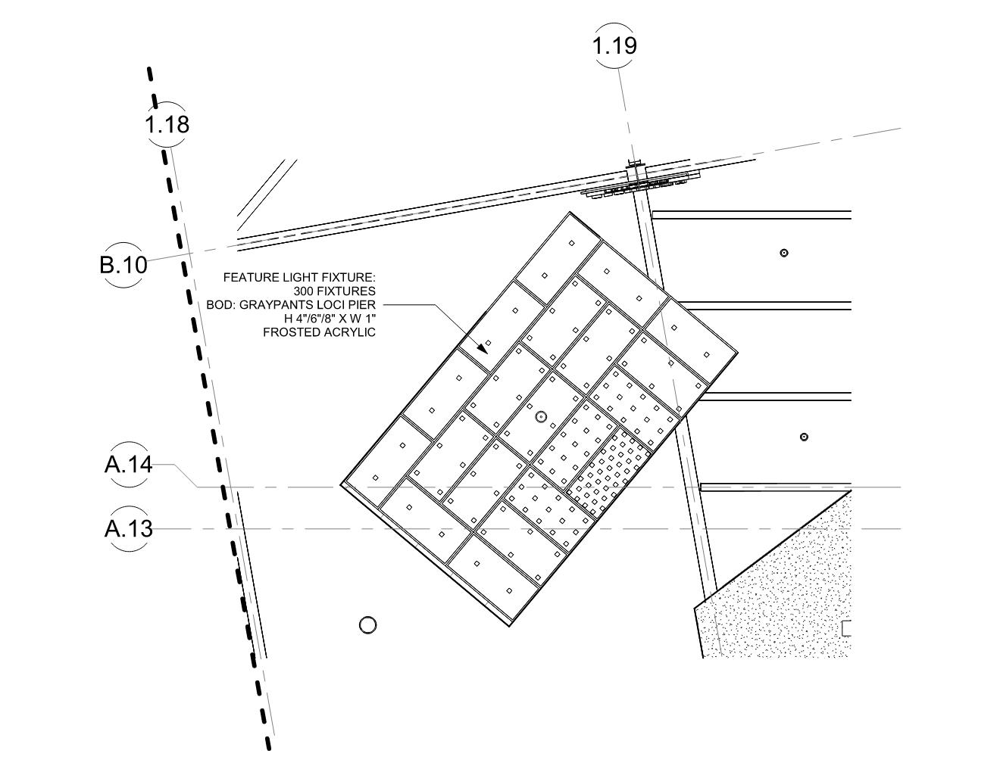 1.19
1.18
B.10
FEATURE LIGHT FIXTURE:
300 FIXTURES
BOD: GRAYPANTS LOCI PIER
H 4"/6"/8" X W 1"
FROSTED ACRYLIC
A.14
A.13